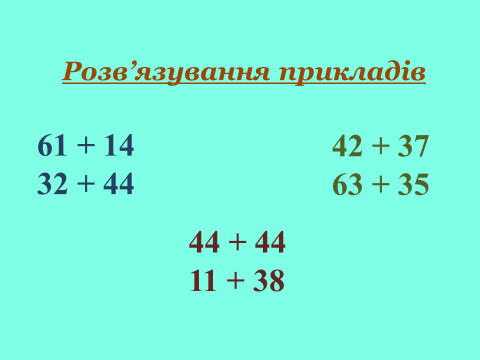 Розв’язування прикладів
61 + 14
32 + 44
42 + 37
63 + 35
44 + 44
11 + 38